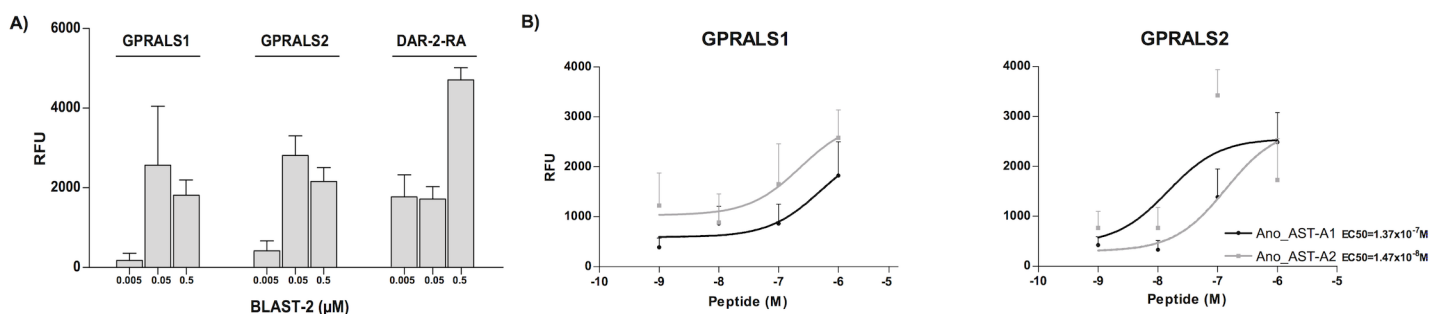 A)
6000
4000
2000
0
RFU
GPRALS1
GPRALS2
DAR-2-RA
0.005 0.05 0.5 0.005 0.05 0.5 0.005 0.05 0.5
BLAST-2 (µM)
B)
GPRALS1
4000
3000
2000
1000
0
RFU
-10 -9 -8 -7 -6 -5
Peptide (M)
GPRALS2
4000
3000
2000
1000
0
Ano_AST-A1 EC50=1.37x10⁻⁷M
Ano_AST-A2 EC50=1.47x10⁻⁸M
-10 -9 -8 -7 -6 -5
Peptide (M)